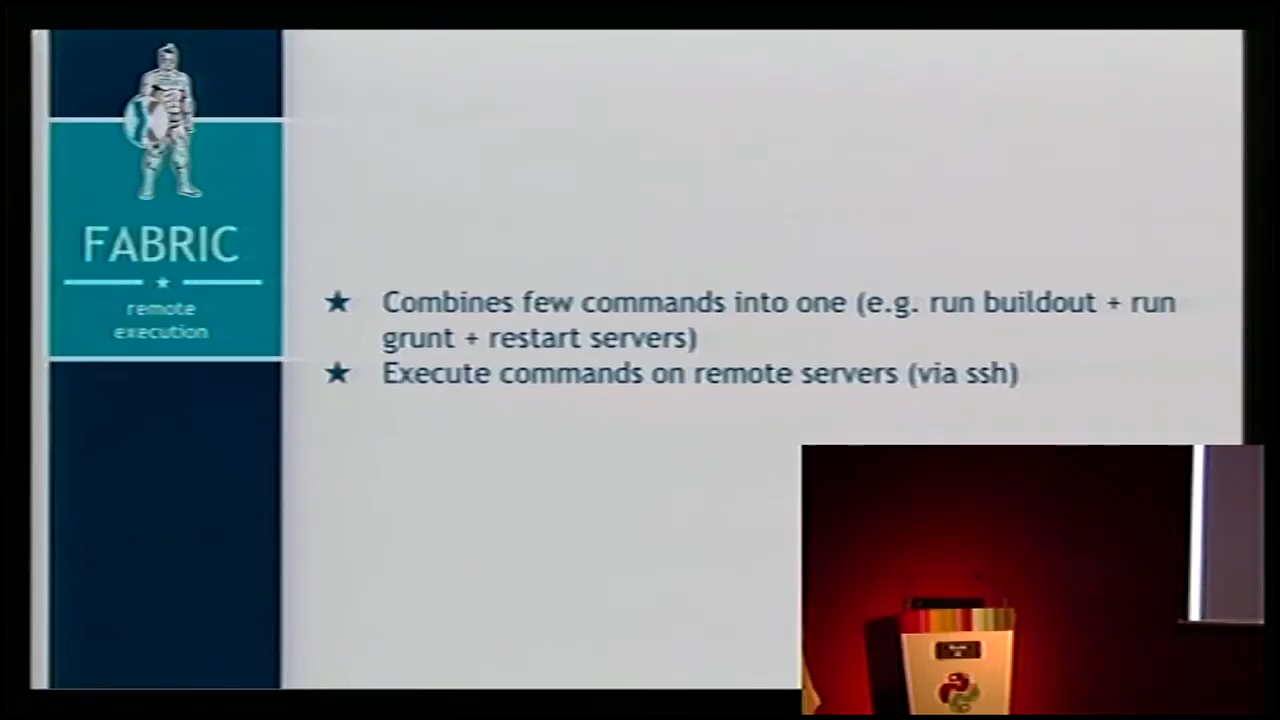 FABRIC
remote
execution
★ Combines few commands into one (e.g. run buildout + run
grunt + restart servers)
★ Execute commands on remote servers (via ssh)